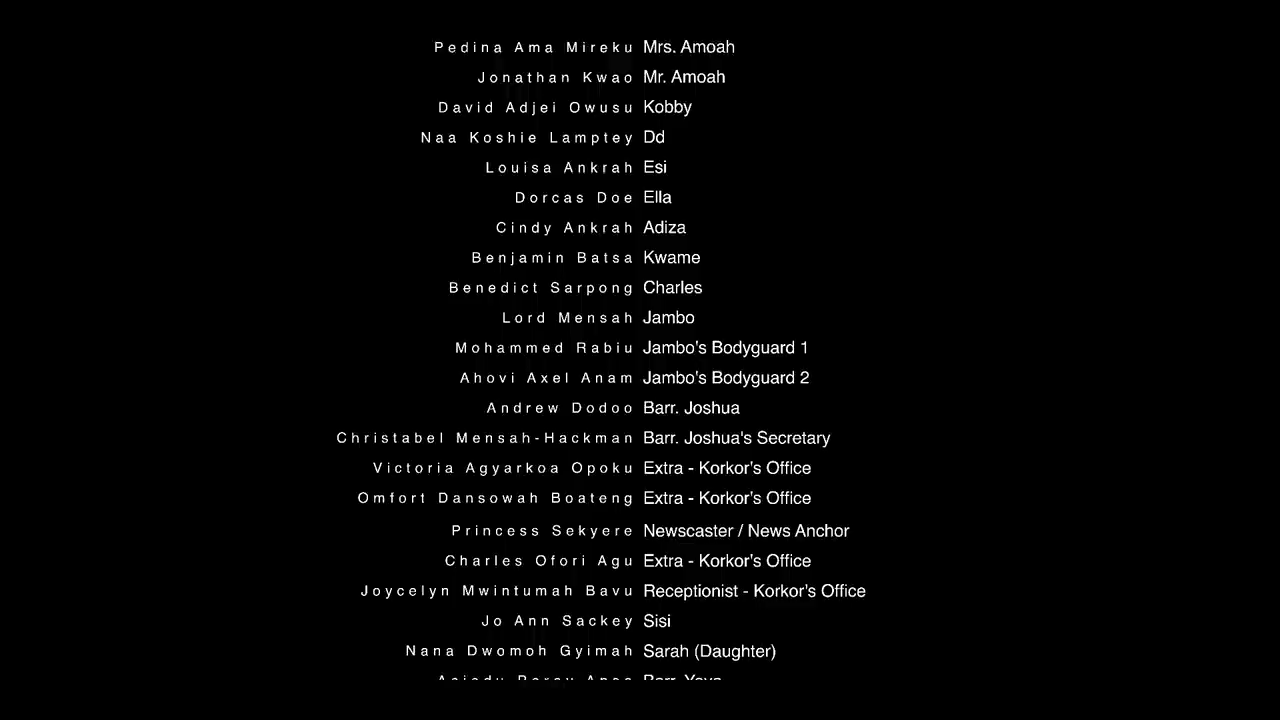 Pedina Ama Mireku Mrs. Amoah
Jonathan Kwao Mr. Amoah
David Adjei Owusu Kobby
Naa Koshie Lamptey Dd
Louisa Ankrah Esi
Dorcas Doe Ella
Cindy Ankrah Adiza
Benjamin Batsa Kwame
Benedict Sarpong Charles
Lord Mensah Jambo
Mohammed Rabiu Jambo's Bodyguard 1
Ahovi Axel Anam Jambo's Bodyguard 2
Andrew Dodoo Barr. Joshua
Christabel Mensah-Hackman Barr. Joshua's Secretary
Victoria Agyarkoa Opoku Extra - Korkor's Office
Omfort Dansowah Boateng Extra - Korkor's Office
Princess Sekyere Newscaster / News Anchor
Charles Ofori Agu Extra - Korkor's Office
Joycelyn Mwintumah Bavu Receptionist - Korkor's Office
Jo Ann Sackey Sisi
Nana Dwomoh Gyimah Sarah (Daughter)
Barr.